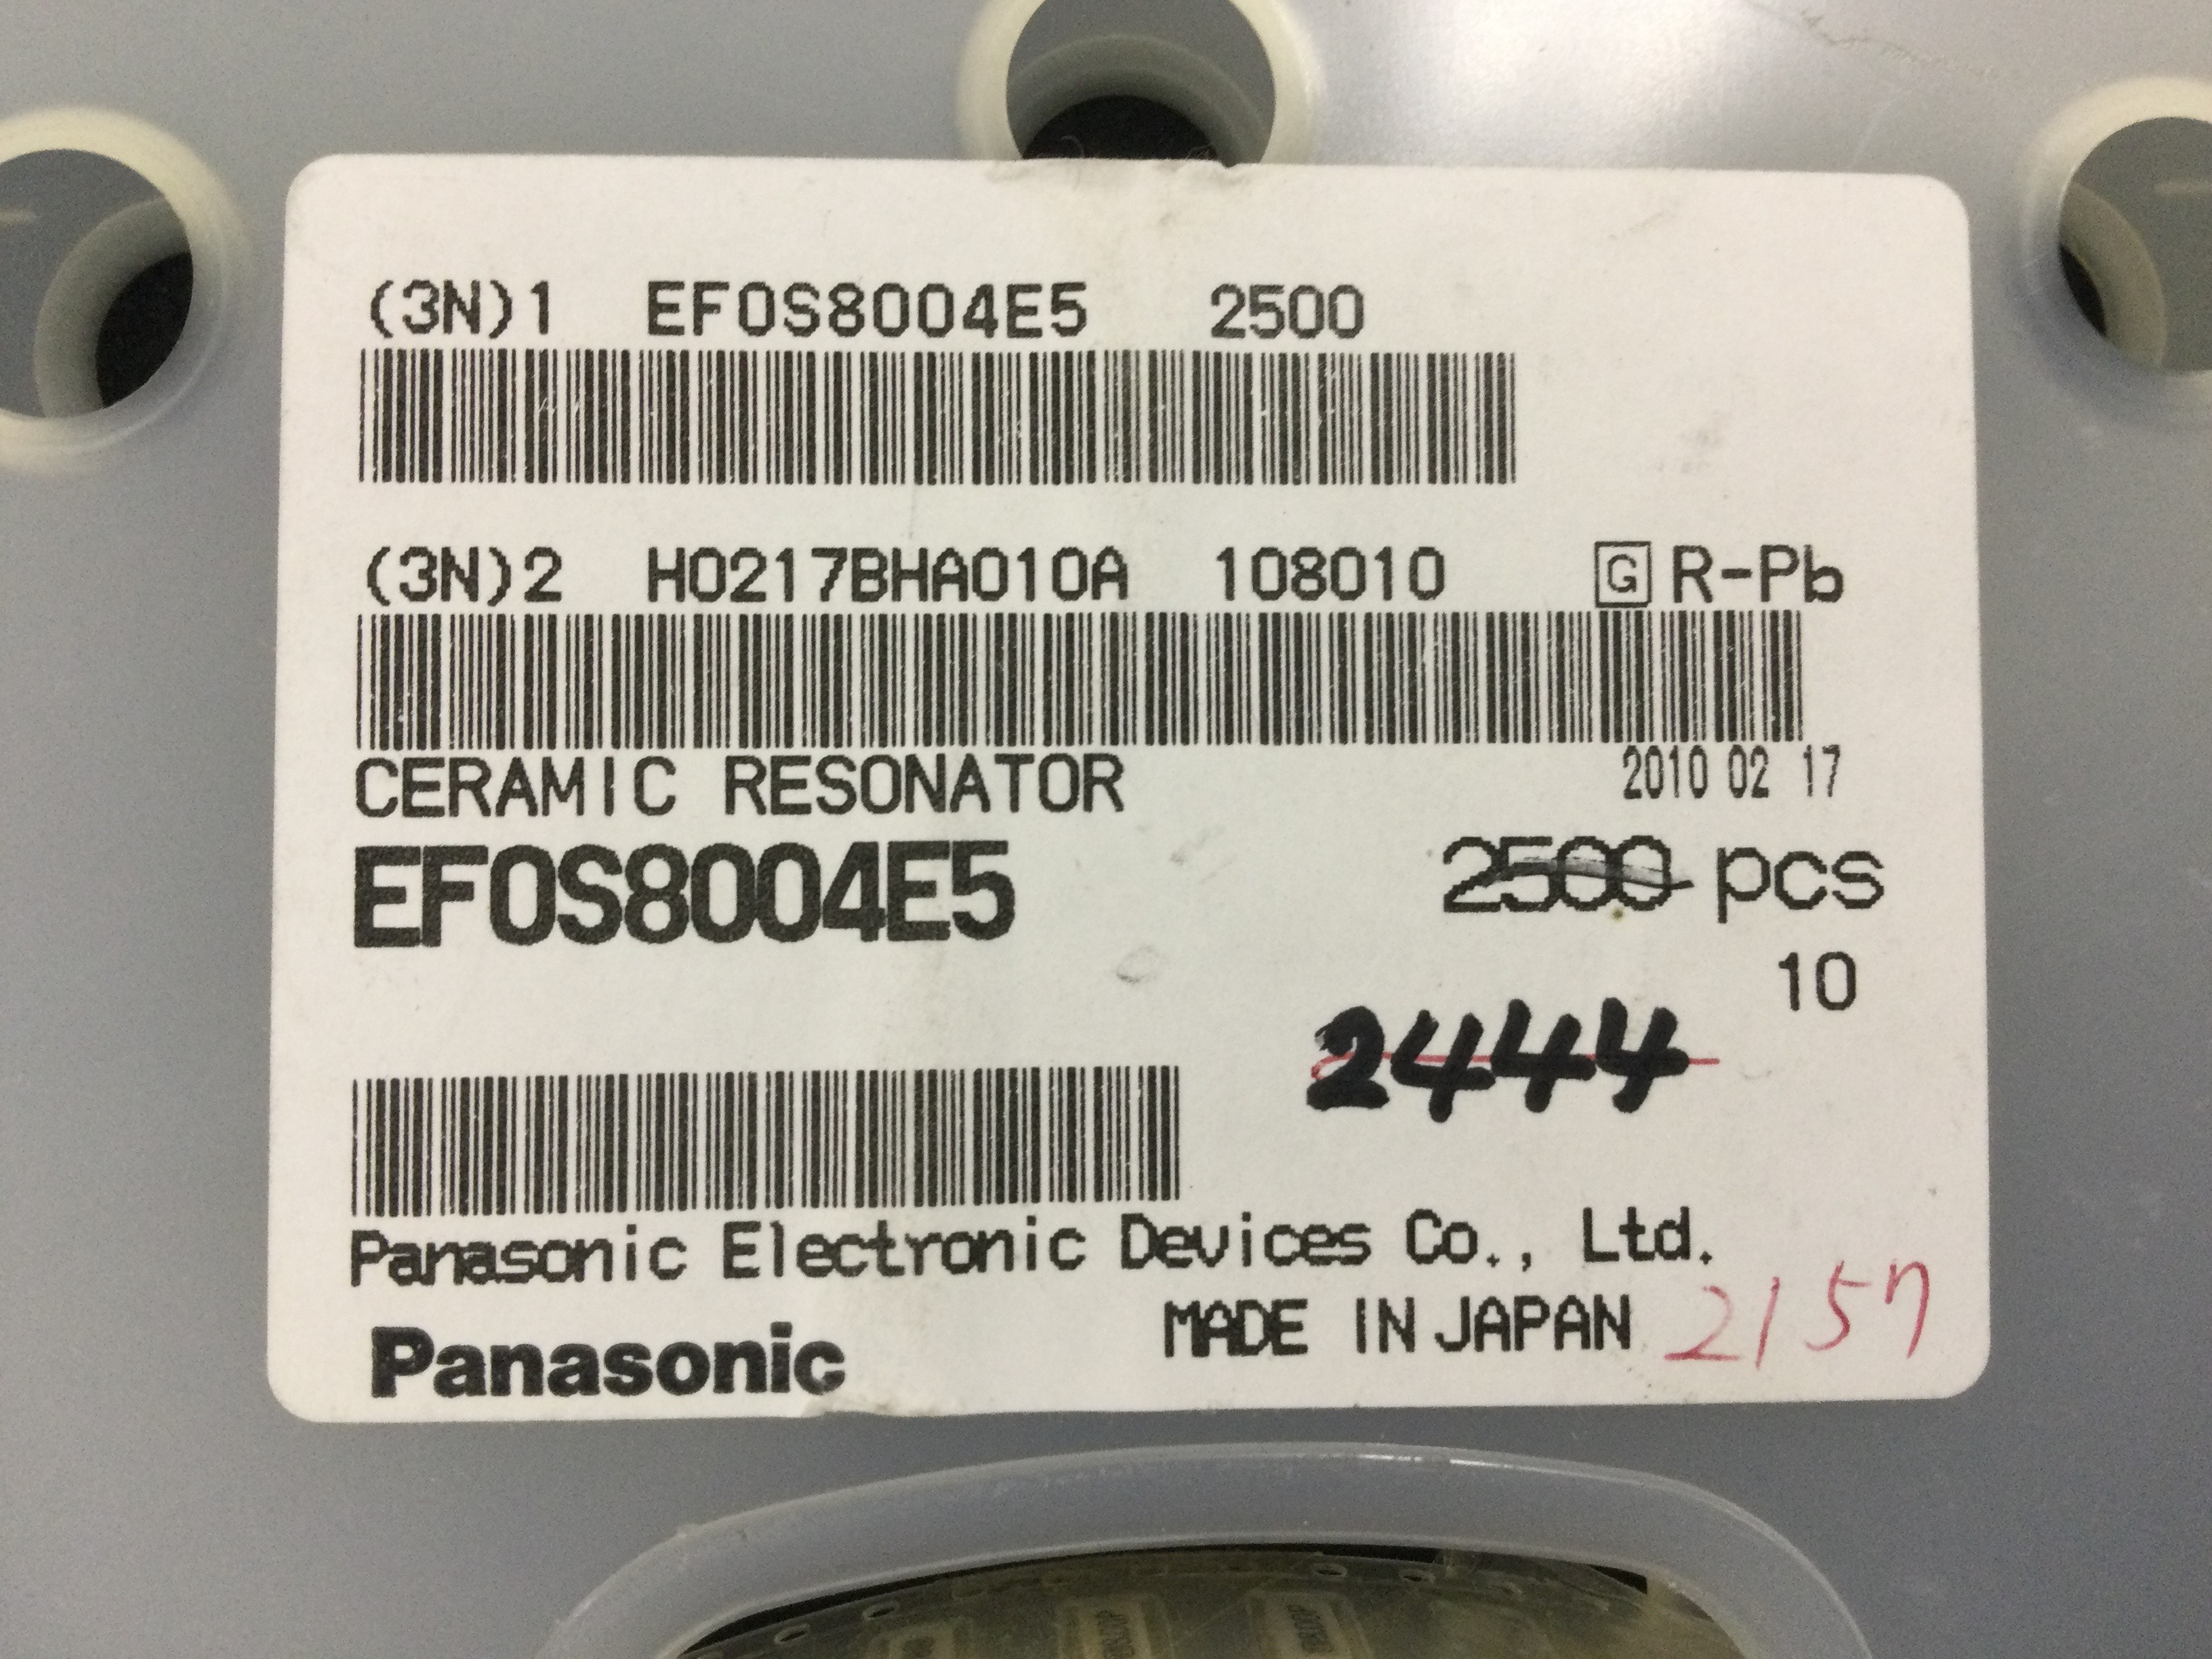 (3N)1 EFOS8004E5 2500
(3N)2 H0217BHA010A 108010 G R-Pb
CERAMIC RESONATOR 2010 02 17
EFOS8004E5 2500 pcs
10
2444
Panasonic Electronic Devices Co., Ltd.
MADE IN JAPAN 2157
Panasonic